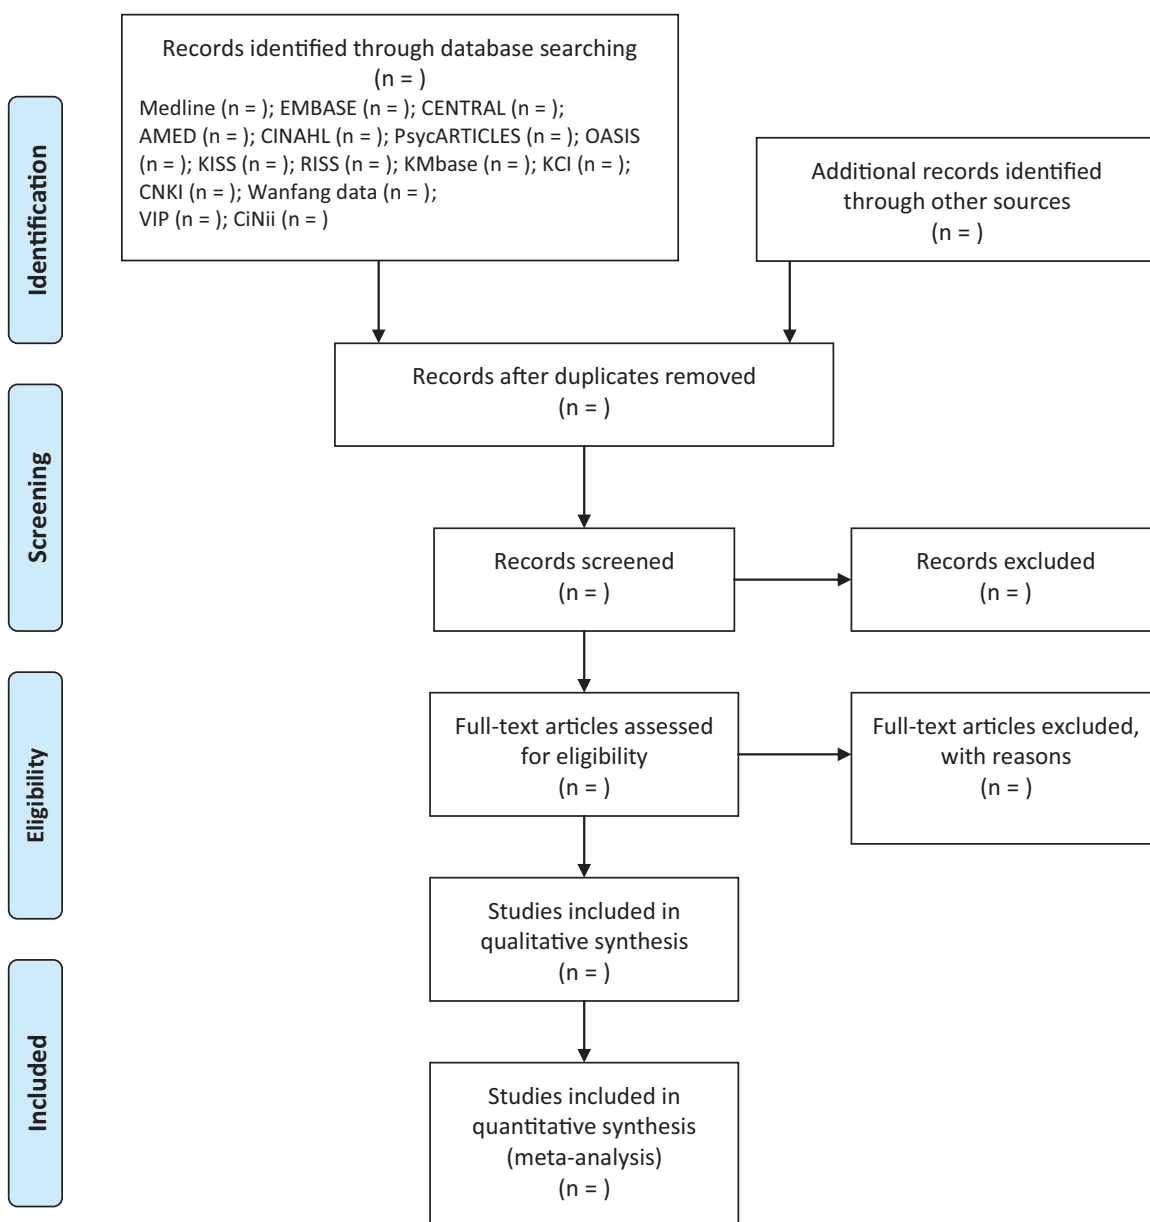 Identification
Records identified through database searching
(n = )
Medline (n = ); EMBASE (n = ); CENTRAL (n = );
AMED (n = ); CINAHL (n = ); PsycARTICLES (n = ); OASIS
(n = ); KISS (n = ); RISS (n = ); KMbase (n = ); KCI (n = );
CNKI (n = ); Wanfang data (n = );
VIP (n = ); CiNii (n = )
Additional records identified
through other sources
(n = )
Screening
Records after duplicates removed
(n = )
Records screened
(n = )
Records excluded
(n = )
Eligibility
Full-text articles assessed
for eligibility
(n = )
Full-text articles excluded,
with reasons
(n = )
Studies included in
qualitative synthesis
(n = )
Included
Studies included in
quantitative synthesis
(meta-analysis)
(n = )